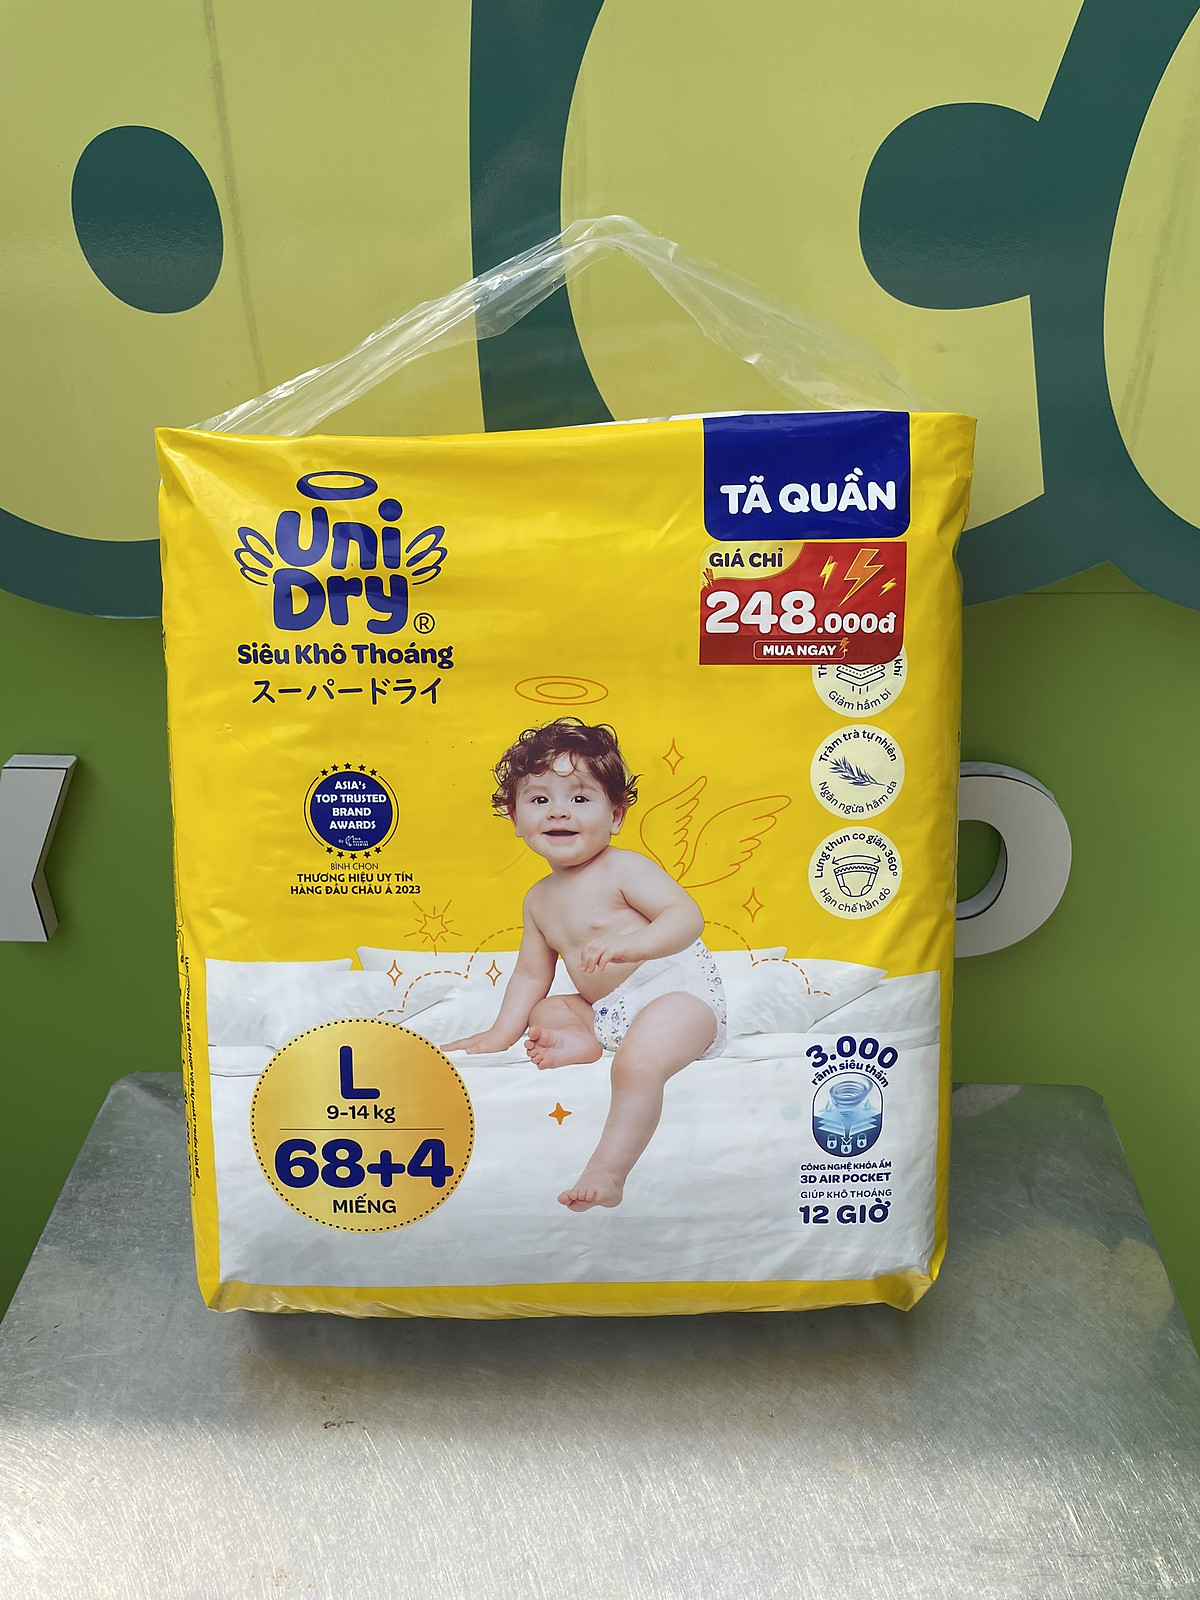 TÃ QUẦN
GIÁ CHỈ
248.000đ
MUA NGAY
Uni
Dry®
Siêu Khô Thoáng
スーパードライ
khí
Giảm hầm bí
Tràm trà tự nhiên
Ngăn ngừa hăm da
Lưng thun co giãn 360°
Hạn chế hằn đỏ
ASIA's
TOP TRUSTED
BRAND
AWARDS
BÌNH CHỌN
THƯƠNG HIỆU UY TÍN
HÀNG ĐẦU CHÂU Á 2023
L
9-14 kg
68+4
MIẾNG
3.000
rãnh siêu thấm
CÔNG NGHỆ KHÓA ẨM
3D AIR POCKET
GIÚP KHÔ THOÁNG
12 GIỜ